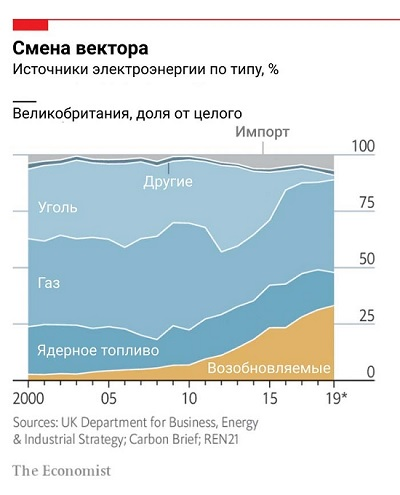 Смена вектора
Источники электроэнергии по типу, %
Великобритания, доля от целого
Импорт
100
Другие
75
Уголь
50
Газ
25
Ядерное топливо
Возобновляемые
0
2000 05 10 15 19*
Sources: UK Department for Business, Energy
& Industrial Strategy; Carbon Brief; REN21
The Economist